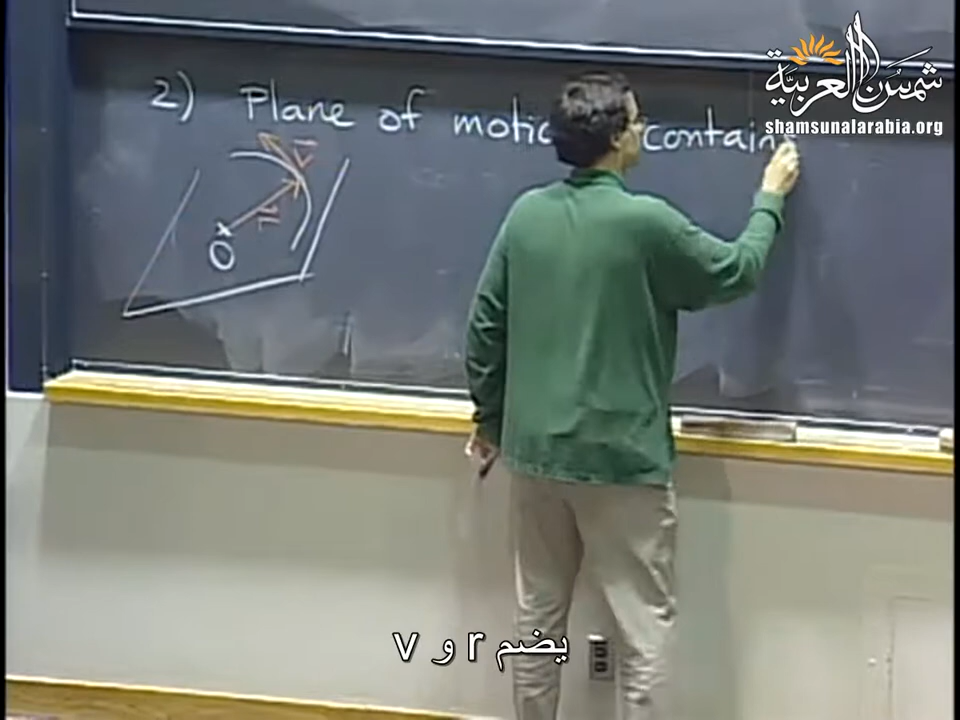 شمس العربية
shamsunalarabia.org
2) Plane of motio contain
v
r
O
يضم r و v